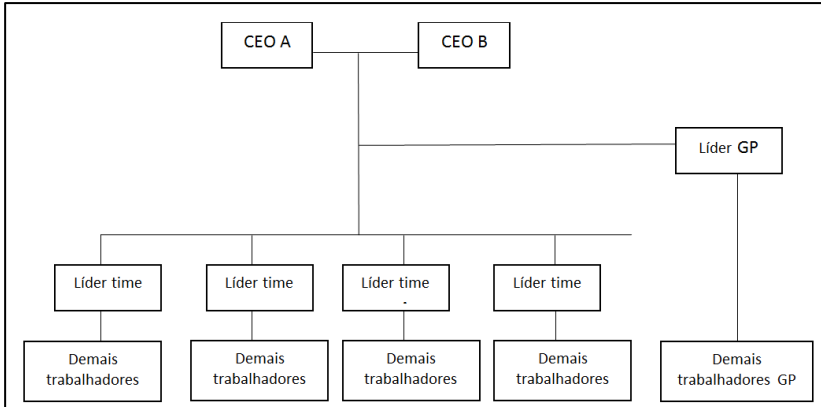 CEO A
CEO B
Líder GP
Líder time
Líder time
Líder time
-
Líder time
Demais
trabalhadores
Demais
trabalhadores
Demais
trabalhadores
Demais
trabalhadores
Demais
trabalhadores GP